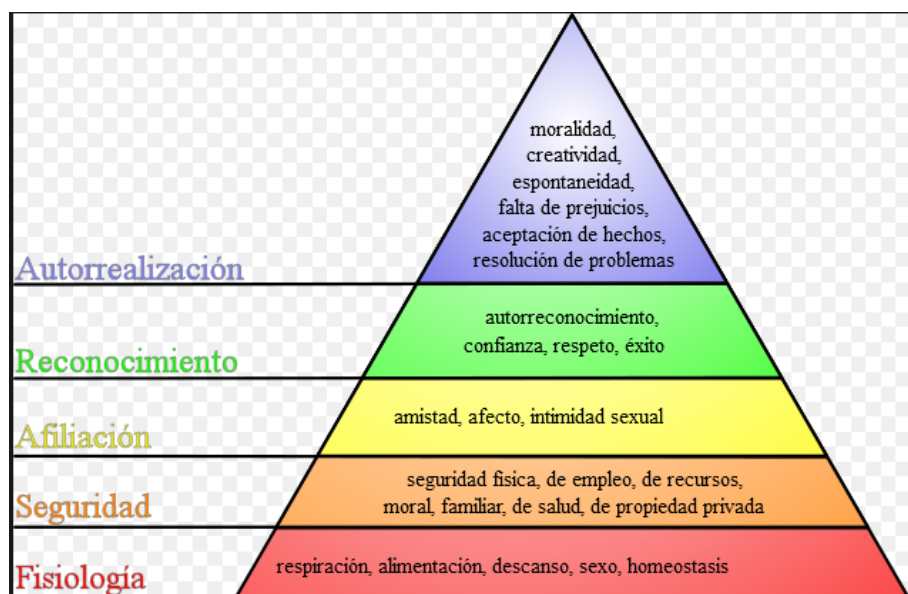 moralidad,
creatividad,
espontaneidad,
falta de prejuicios,
aceptación de hechos,
resolución de problemas
Autorrealización
autorreconocimiento,
confianza, respeto, éxito
Reconocimiento
amistad, afecto, intimidad sexual
Afiliación
seguridad física, de empleo, de recursos,
moral, familiar, de salud, de propiedad privada
Seguridad
respiración, alimentación, descanso, sexo, homeostasis
Fisiología